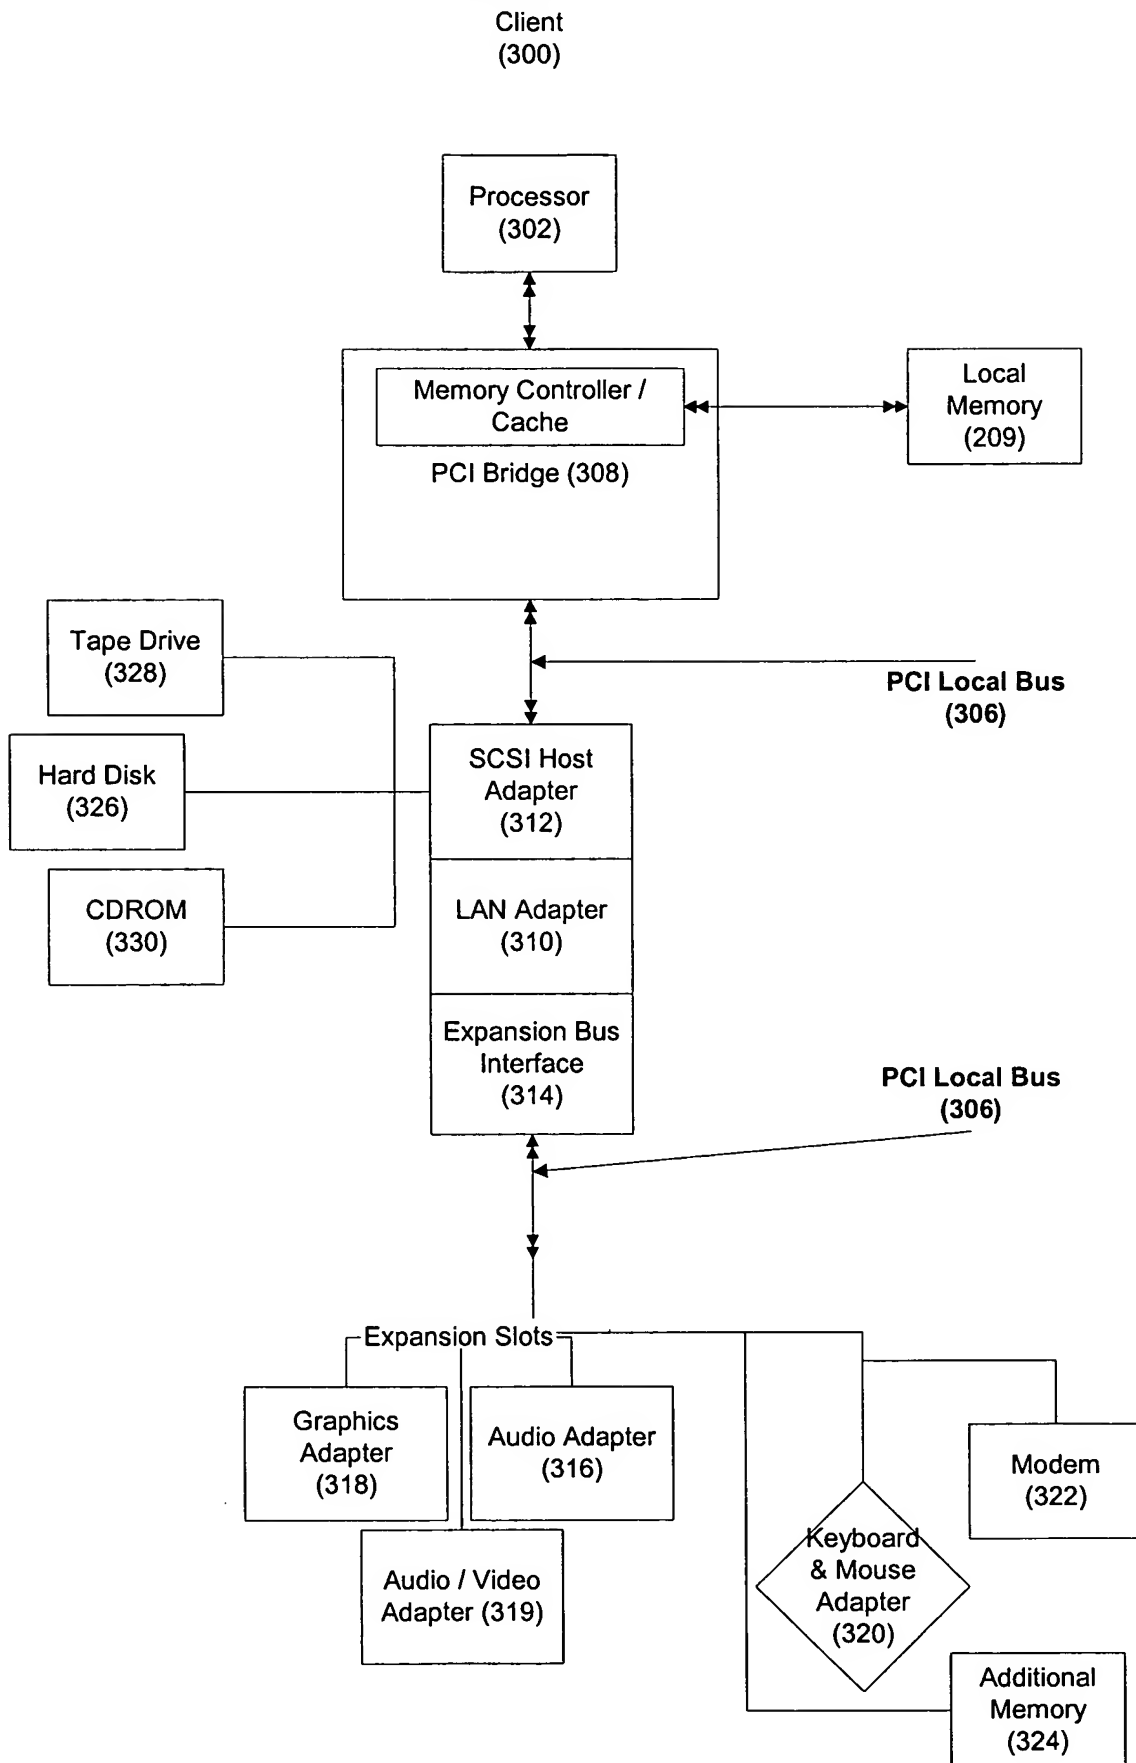 Client
(300)
Processor
(302)
Memory Controller /
Cache
PCI Bridge (308)
Local
Memory
(209)
Tape Drive
(328)
PCI Local Bus
(306)
Hard Disk
(326)
SCSI Host
Adapter
(312)
CDROM
(330)
LAN Adapter
(310)
Expansion Bus
Interface
(314)
PCI Local Bus
(306)
Expansion Slots
Graphics
Adapter
(318)
Audio Adapter
(316)
Modem
(322)
Audio / Video
Adapter (319)
Keyboard
& Mouse
Adapter
(320)
Additional
Memory
(324)